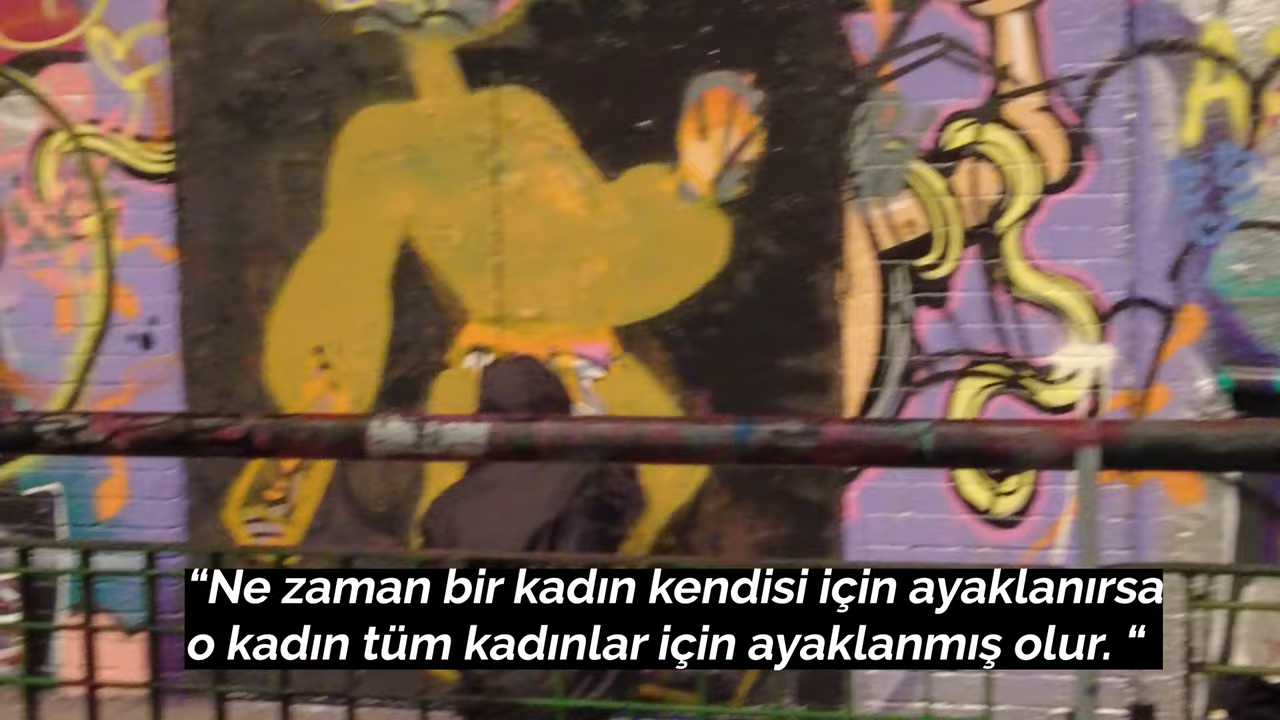 “Ne zaman bir kadın kendisi için ayaklanırsa
o kadın tüm kadınlar için ayaklanmış olur. “